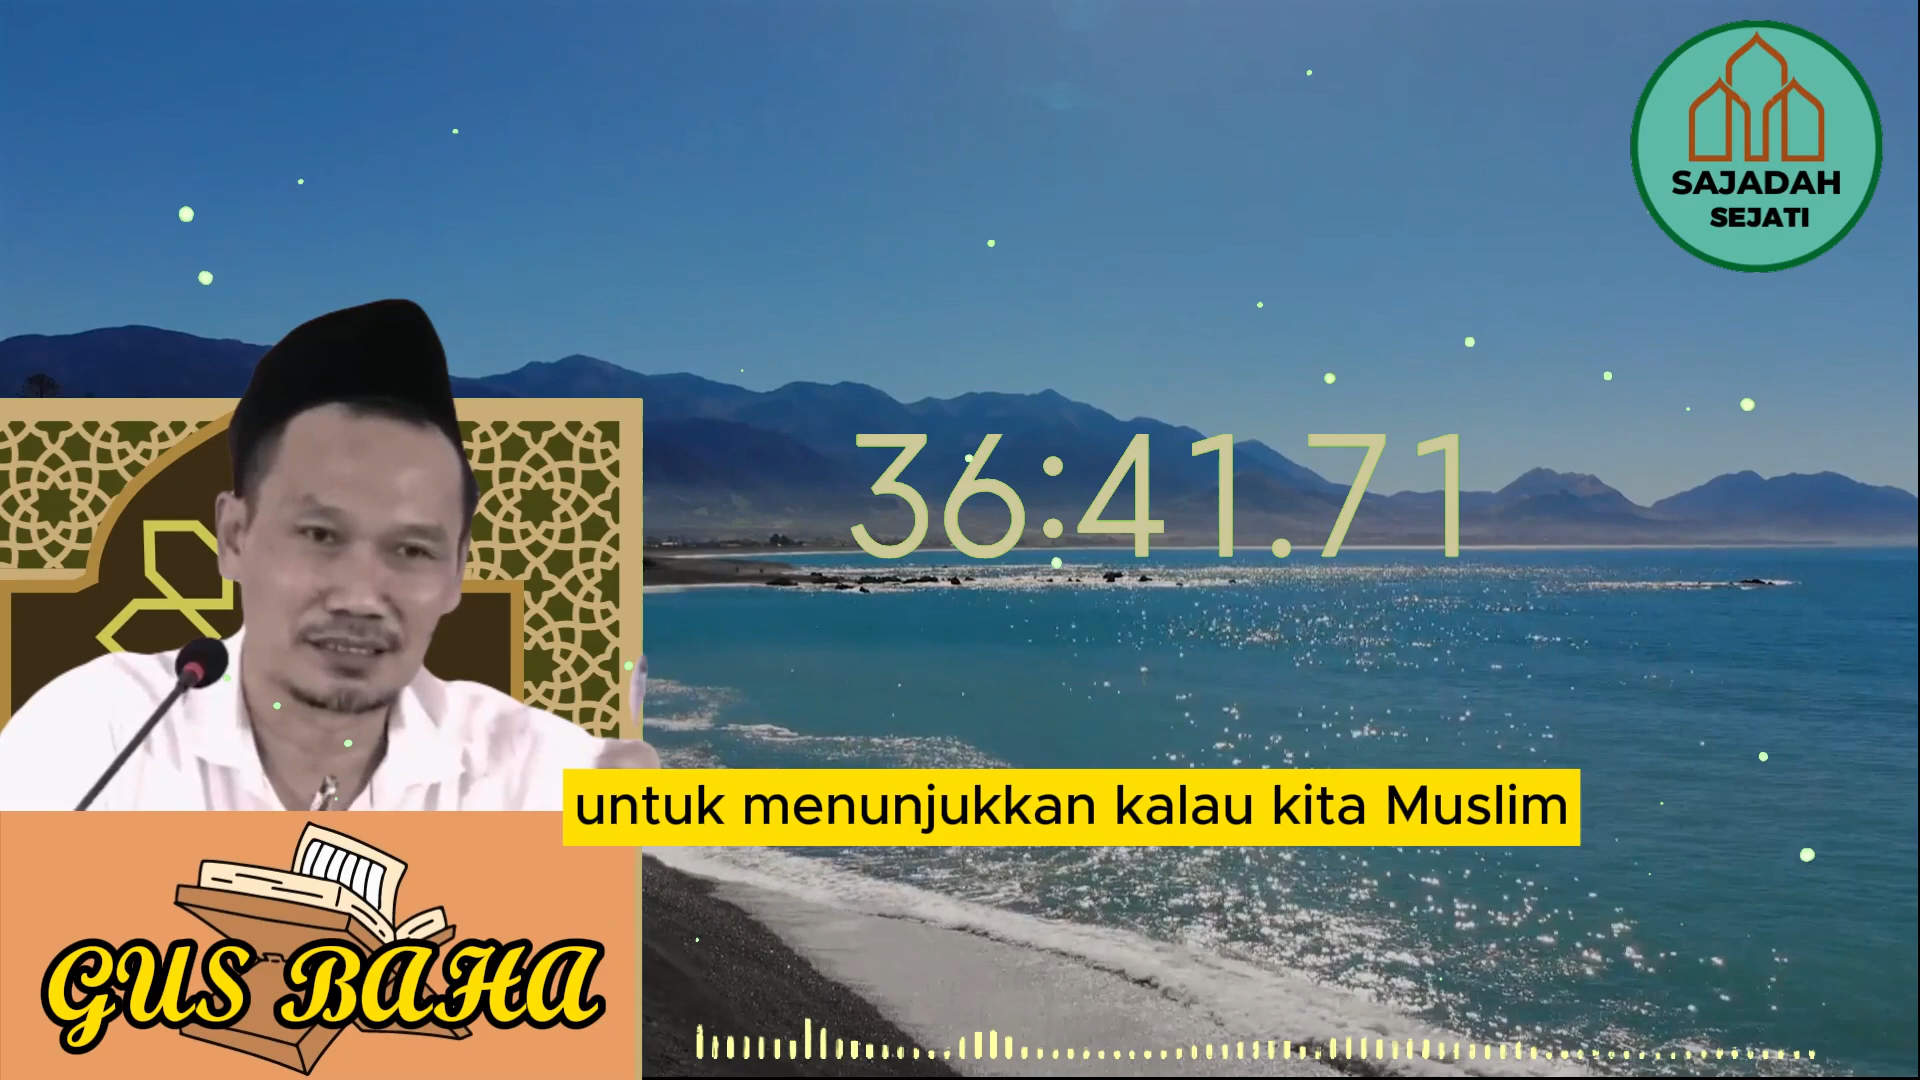 SAJADAH
SEJATI
36:41.71
untuk menunjukkan kalau kita Muslim
GUS BAHA